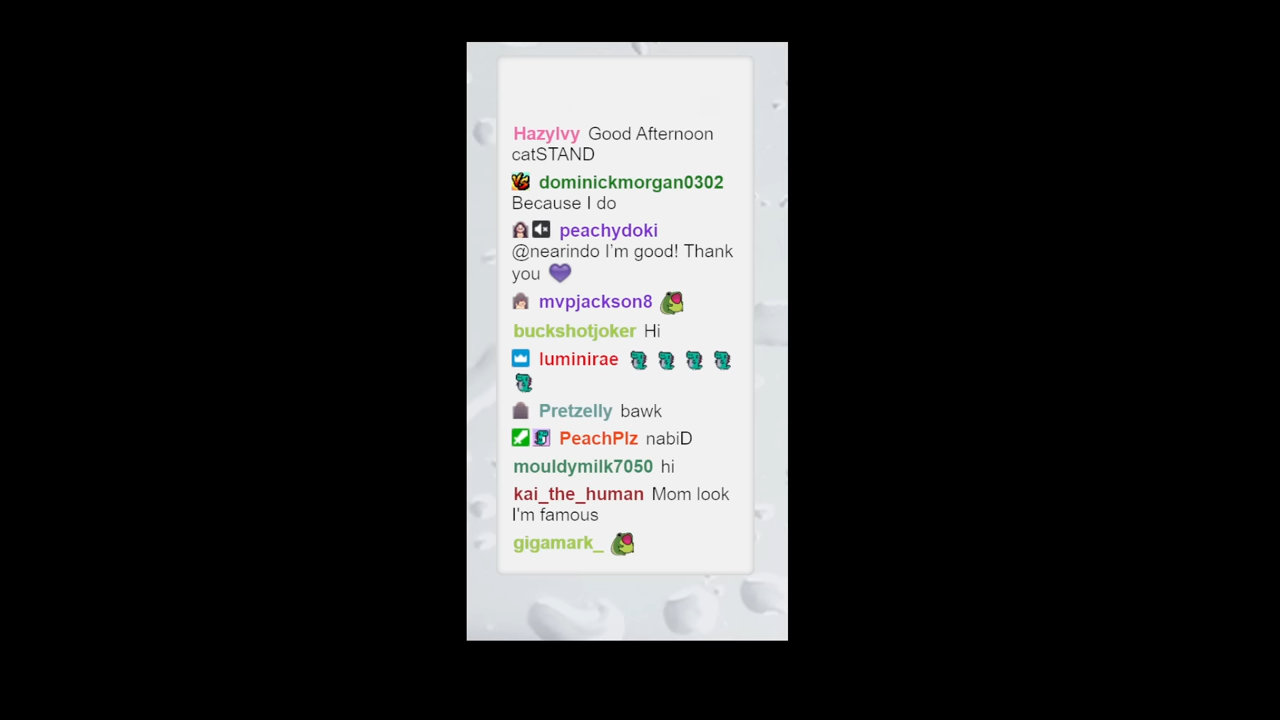 HazyIvy Good Afternoon
catSTAND
dominickmorgan0302
Because I do
peachydoki
@nearindo I'm good! Thank
you 💜
mvpjackson8
buckshotjoker Hi
luminirae
Pretzelly bawk
PeachPlz nabiD
mouldymilk7050 hi
kai_the_human Mom look
I'm famous
gigamark_